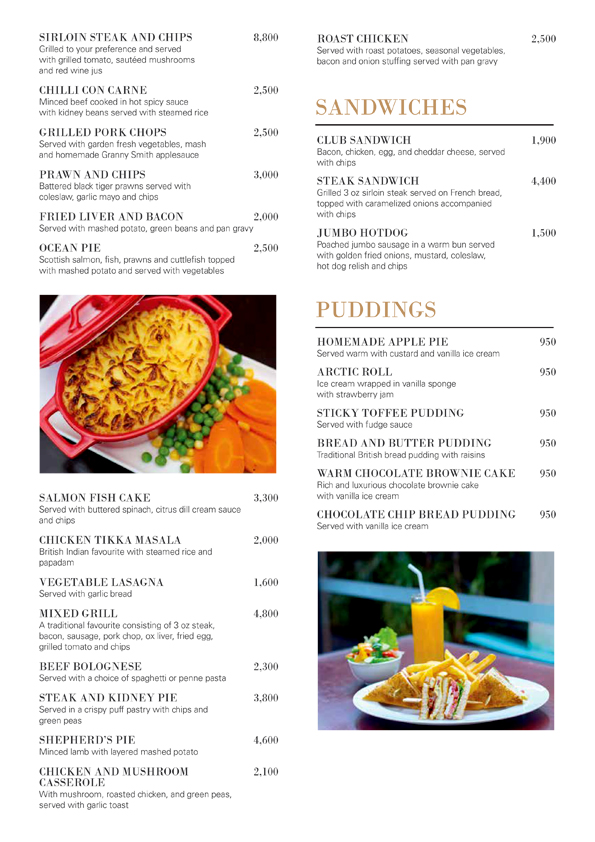 SIRLOIN STEAK AND CHIPS 8,800
Grilled to your preference and served
with grilled tomato, sautéed mushrooms
and red wine jus
CHILLI CON CARNE 2,500
Minced beef cooked in hot spicy sauce
with kidney beans served with steamed rice
GRILLED PORK CHOPS 2,500
Served with garden fresh vegetables, mash
and homemade Granny Smith applesauce
PRAWN AND CHIPS 3,000
Battered black tiger prawns served with
coleslaw, garlic mayo and chips
FRIED LIVER AND BACON 2,000
Served with mashed potato, green beans and pan gravy
OCEAN PIE 2,500
Scottish salmon, fish, prawns and cuttlefish topped
with mashed potato and served with vegetables
SALMON FISH CAKE 3,300
Served with buttered spinach, citrus dill cream sauce
and chips
CHICKEN TIKKA MASALA 2,000
British Indian favourite with steamed rice and
papadam
VEGETABLE LASAGNA 1,600
Served with garlic bread
MIXED GRILL 4,800
A traditional favourite consisting of 3 oz steak,
bacon, sausage, pork chop, ox liver, fried egg,
grilled tomato and chips
BEEF BOLOGNESE 2,300
Served with a choice of spaghetti or penne pasta
STEAK AND KIDNEY PIE 3,800
Served in a crispy puff pastry with chips and
green peas
SHEPHERD'S PIE 4,600
Minced lamb with layered mashed potato
CHICKEN AND MUSHROOM 2,100
CASSEROLE
With mushroom, roasted chicken, and green peas,
served with garlic toast
ROAST CHICKEN 2,500
Served with roast potatoes, seasonal vegetables,
bacon and onion stuffing served with pan gravy
SANDWICHES
CLUB SANDWICH 1,900
Bacon, chicken, egg, and cheddar cheese, served
with chips
STEAK SANDWICH 4,400
Grilled 3 oz sirloin steak served on French bread,
topped with caramelized onions accompanied
with chips
JUMBO HOTDOG 1,500
Poached jumbo sausage in a warm bun served
with golden fried onions, mustard, coleslaw,
hot dog relish and chips
PUDDINGS
HOMEMADE APPLE PIE 950
Served warm with custard and vanilla ice cream
ARCTIC ROLL 950
Ice cream wrapped in vanilla sponge
with strawberry jam
STICKY TOFFEE PUDDING 950
Served with fudge sauce
BREAD AND BUTTER PUDDING 950
Traditional British bread pudding with raisins
WARM CHOCOLATE BROWNIE CAKE 950
Rich and luxurious chocolate brownie cake
with vanilla ice cream
CHOCOLATE CHIP BREAD PUDDING 950
Served with vanilla ice cream